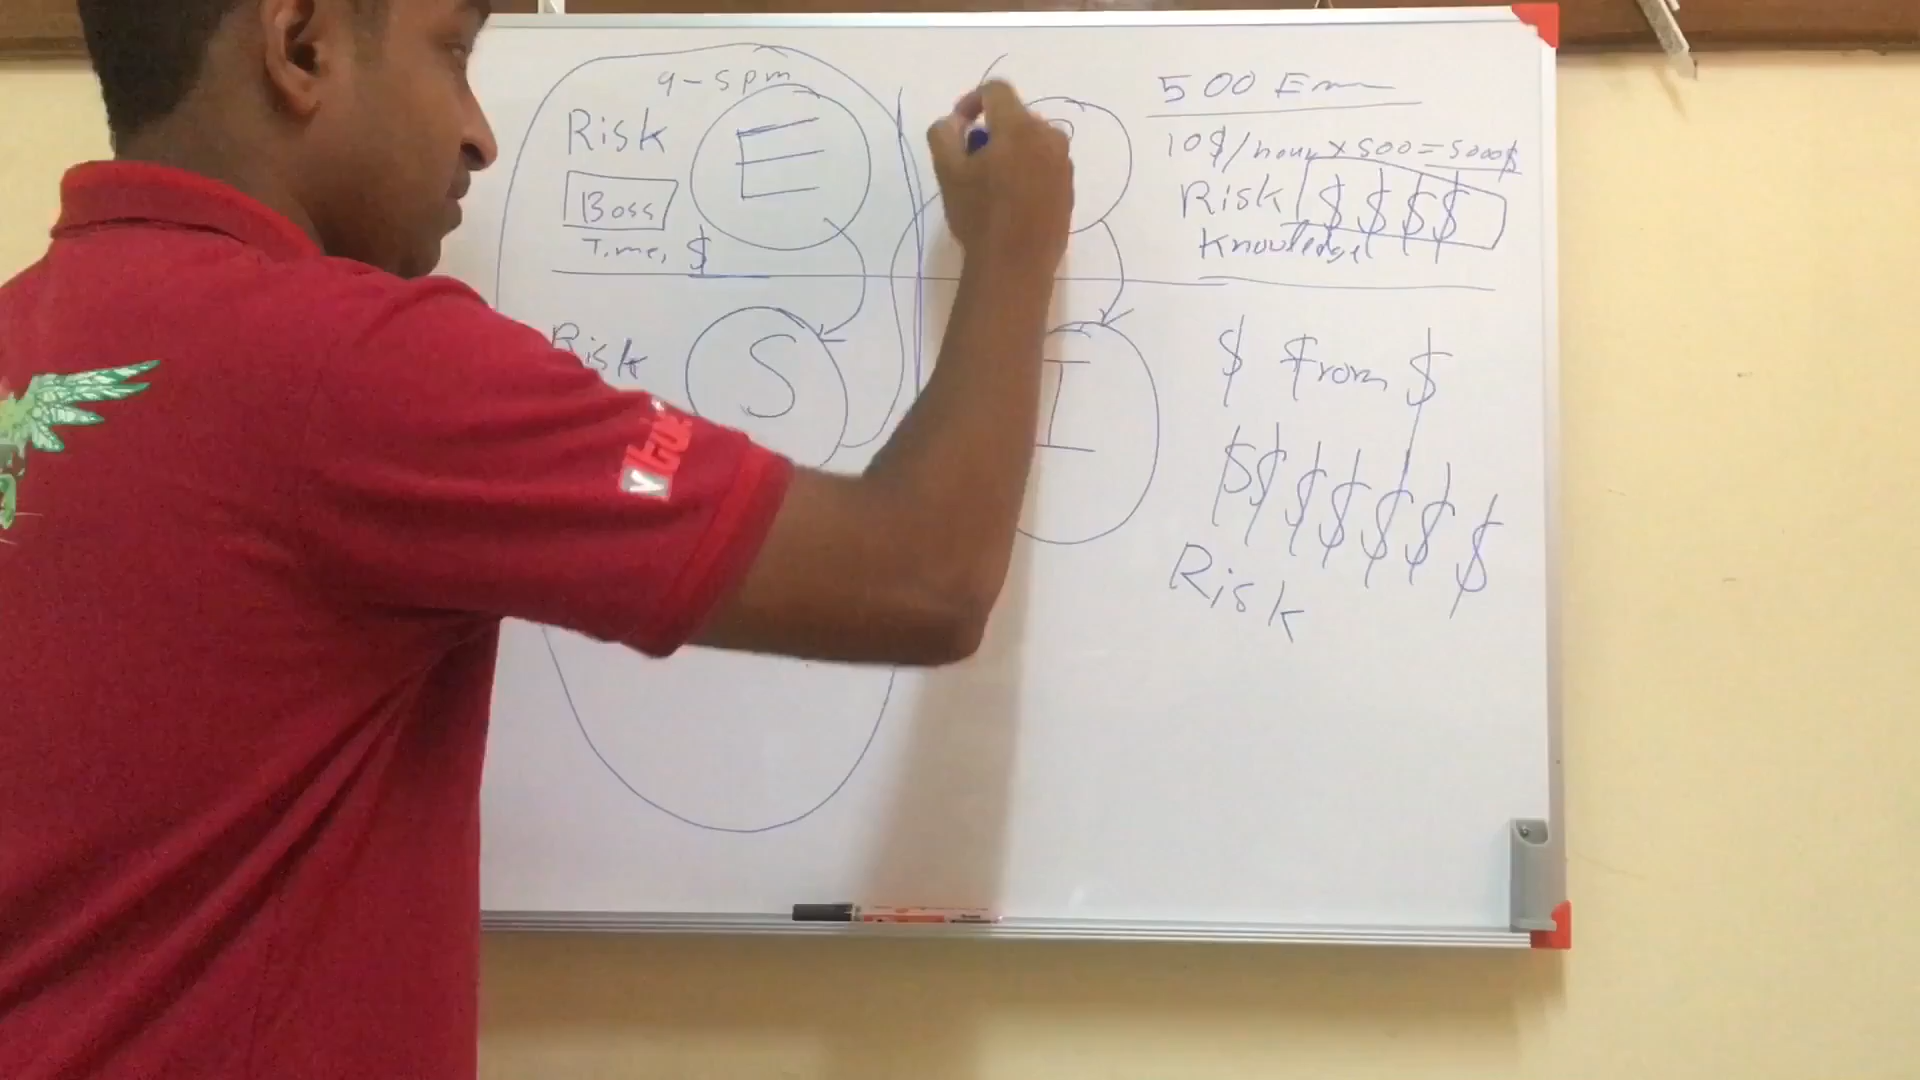 9-5pm
Risk
E
Boss
Time, $
Risk
S
500 Em
10$/hour x 500 = 5000$
Risk $ $ $ $
Knowledge
I
$ From $
$ $ $ $ $ $ $
Risk
V